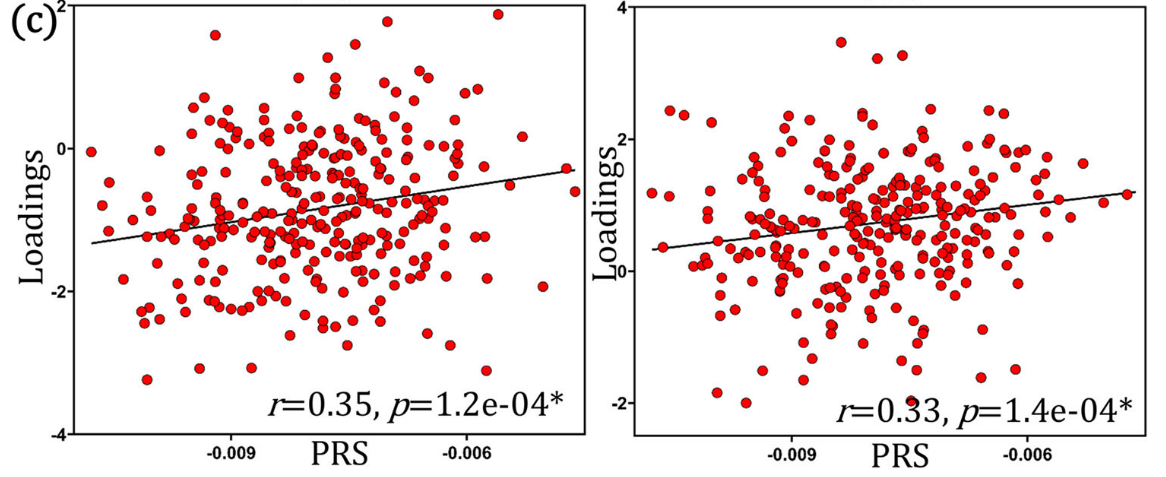 (c)
2
0
-2
-4
Loadings
r=0.35, p=1.2e-04*
-0.009
PRS
-0.006
4
2
0
-2
Loadings
r=0.33, p=1.4e-04*
-0.009
PRS
-0.006